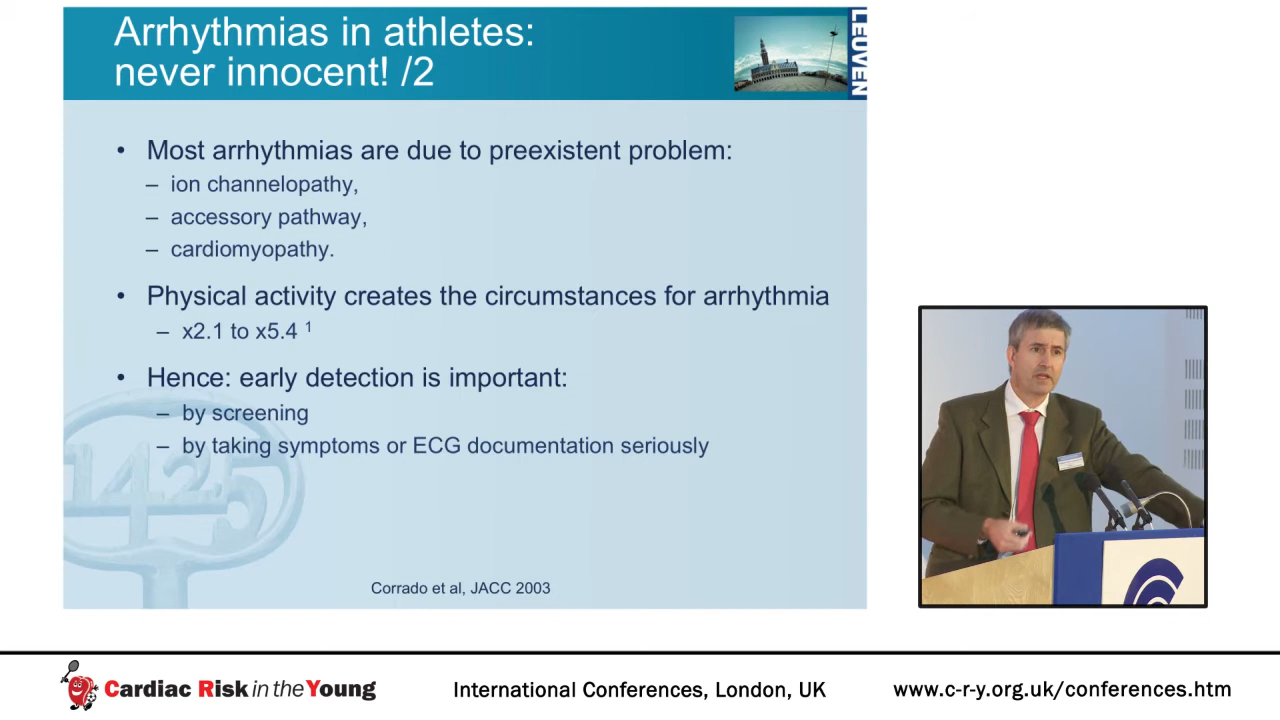 Arrhythmias in athletes:
never innocent! /2
LEUVEN
• Most arrhythmias are due to preexistent problem:
– ion channelopathy,
– accessory pathway,
– cardiomyopathy.
• Physical activity creates the circumstances for arrhythmia
– x2.1 to x5.4 1
• Hence: early detection is important:
– by screening
– by taking symptoms or ECG documentation seriously
1425
Corrado et al, JACC 2003
Cardiac Risk in the Young
International Conferences, London, UK
www.c-r-y.org.uk/conferences.htm